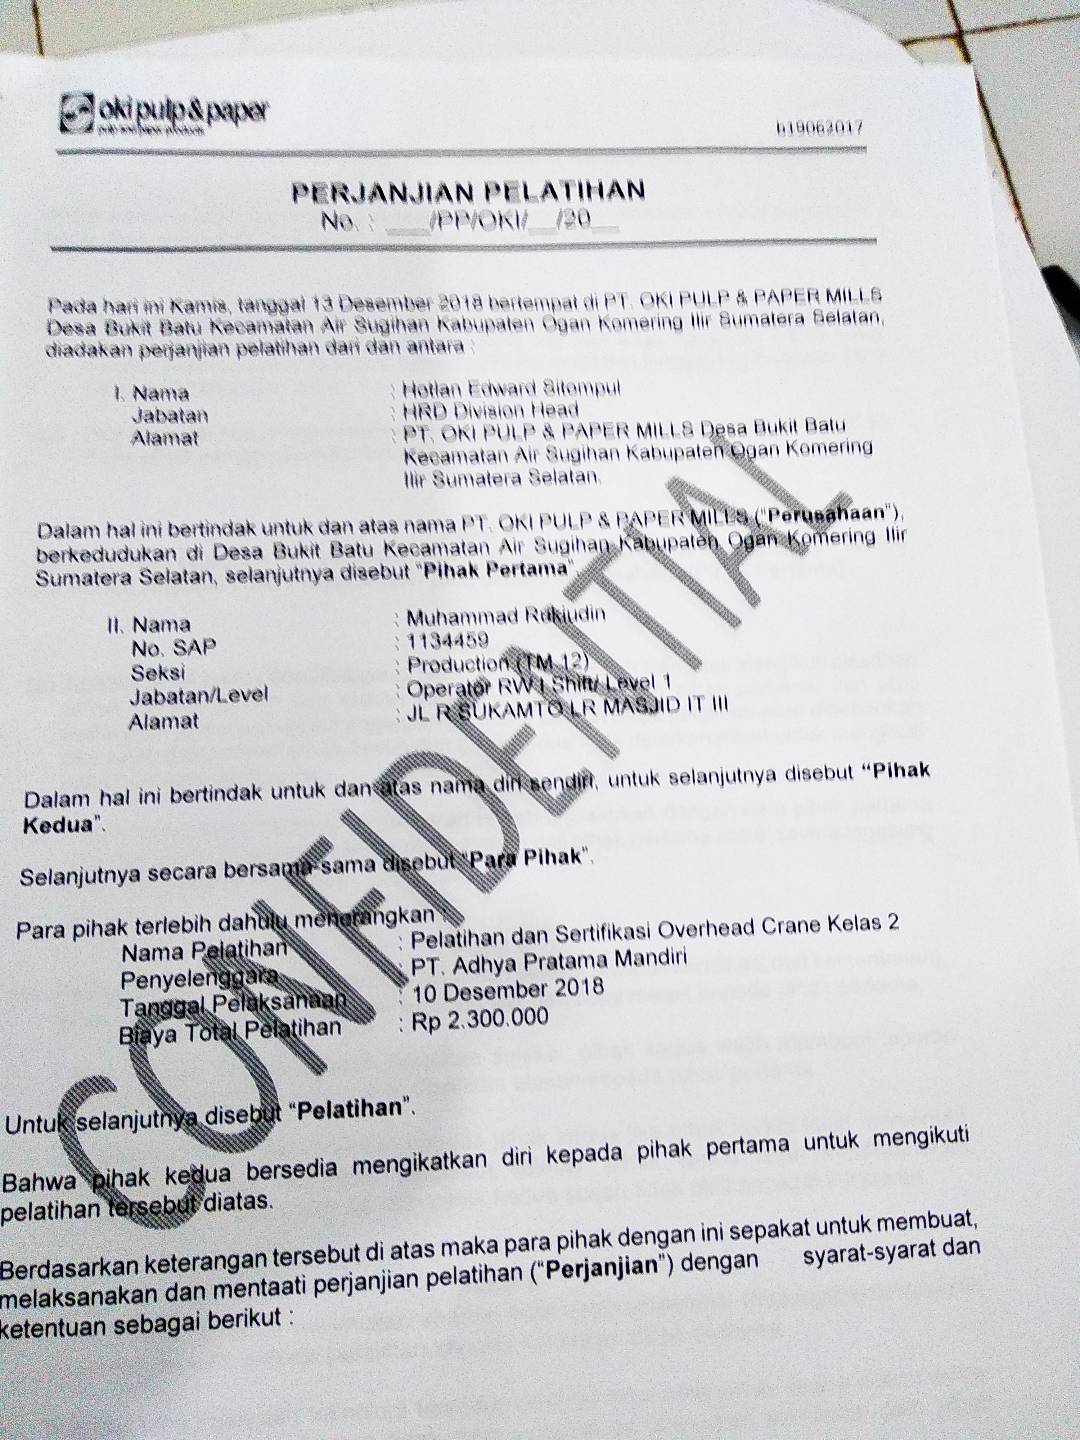 oki pulp & paper
pulp and paper products
h19062017
PERJANJIAN PELATIHAN
No. : ____/PP/OKI/__/20__
Pada hari ini Kamis, tanggal 13 Desember 2018 bertempat di PT. OKI PULP & PAPER MILLS
Desa Bukit Batu Kecamatan Air Sugihan Kabupaten Ogan Komering Ilir Sumatera Selatan,
diadakan perjanjian pelatihan dari dan antara :
I. Nama : Hotlan Edward Sitompul
Jabatan : HRD Division Head
Alamat : PT. OKI PULP & PAPER MILLS Desa Bukit Batu
Kecamatan Air Sugihan Kabupaten Ogan Komering
Ilir Sumatera Selatan.
Dalam hal ini bertindak untuk dan atas nama PT. OKI PULP & PAPER MILLS ("Perusahaan"),
berkedudukan di Desa Bukit Batu Kecamatan Air Sugihan Kabupaten Ogan Komering Ilir
Sumatera Selatan, selanjutnya disebut "Pihak Pertama"
II. Nama : Muhammad Rukiudin
No. SAP : 1134459
Seksi : Production (TM 12)
Jabatan/Level : Operator RW 1 Shift/ Level 1
Alamat : JL R SUKAMTO LR MASJID IT III
Dalam hal ini bertindak untuk dan atas nama diri sendiri, untuk selanjutnya disebut “Pihak
Kedua”.
Selanjutnya secara bersama-sama disebut "Para Pihak".
Para pihak terlebih dahulu menerangkan :
Nama Pelatihan : Pelatihan dan Sertifikasi Overhead Crane Kelas 2
Penyelenggara : PT. Adhya Pratama Mandiri
Tanggal Pelaksanaan : 10 Desember 2018
Biaya Total Pelatihan : Rp 2.300.000
Untuk selanjutnya disebut “Pelatihan”.
Bahwa pihak kedua bersedia mengikatkan diri kepada pihak pertama untuk mengikuti
pelatihan tersebut diatas.
Berdasarkan keterangan tersebut di atas maka para pihak dengan ini sepakat untuk membuat,
melaksanakan dan mentaati perjanjian pelatihan (“Perjanjian”) dengan syarat-syarat dan
ketentuan sebagai berikut :
CONFIDENTIAL